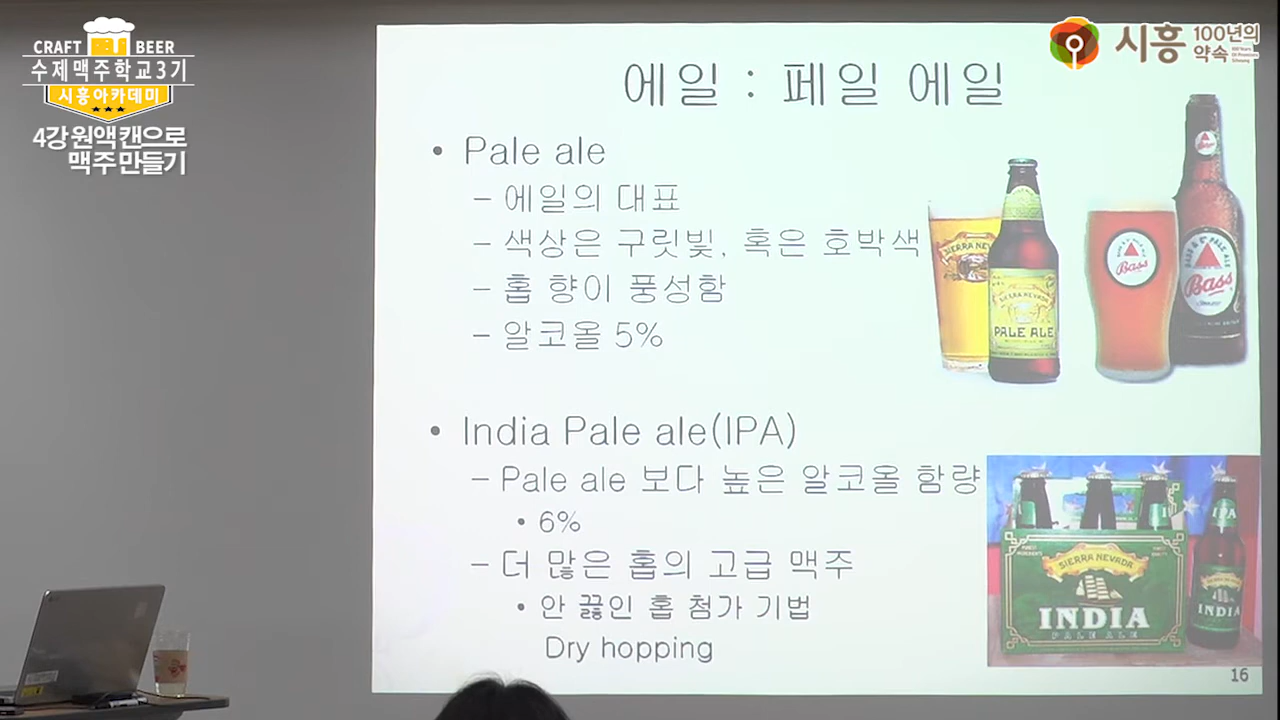 CRAFT BEER
수제맥주학교3기
시흥아카데미
4강 원액 캔으로
맥주 만들기
시흥 100년의
약속
에일 : 페일 에일
• Pale ale
– 에일의 대표
– 색상은 구릿빛, 혹은 호박색
– 홉 향이 풍성함
– 알코올 5%
SIERRA NEVADA
PALE ALE
Bass
Bass
• India Pale ale(IPA)
– Pale ale 보다 높은 알코올 함량
• 6%
– 더 많은 홉의 고급 맥주
• 안 끓인 홉 첨가 기법
Dry hopping
SIERRA NEVADA
INDIA
PALE ALE
IPA
INDIA
16